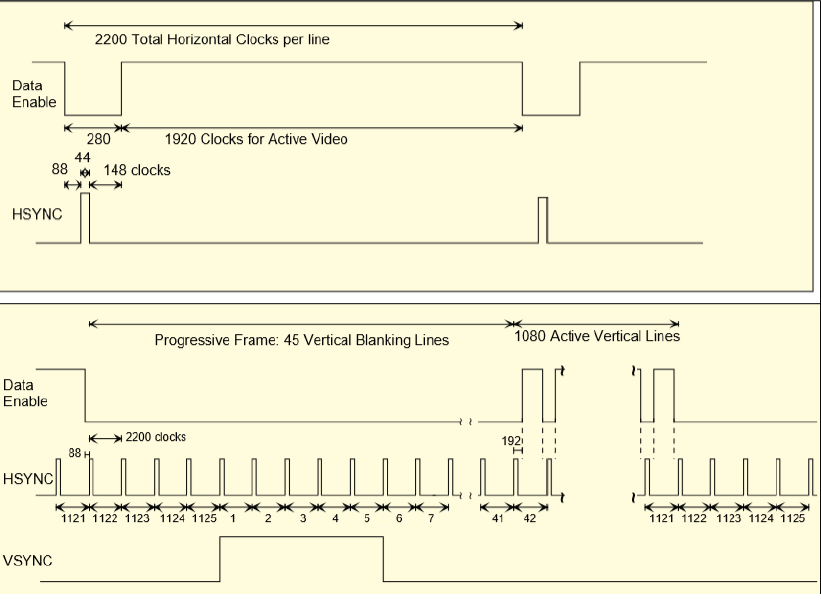 2200 Total Horizontal Clocks per line
Data
Enable
280
1920 Clocks for Active Video
44
88
148 clocks
HSYNC
Progressive Frame: 45 Vertical Blanking Lines
1080 Active Vertical Lines
Data
Enable
2200 clocks
88
192
HSYNC
1121 1122 1123 1124 1125 1 2 3 4 5 6 7 41 42 1121 1122 1123 1124 1125
VSYNC